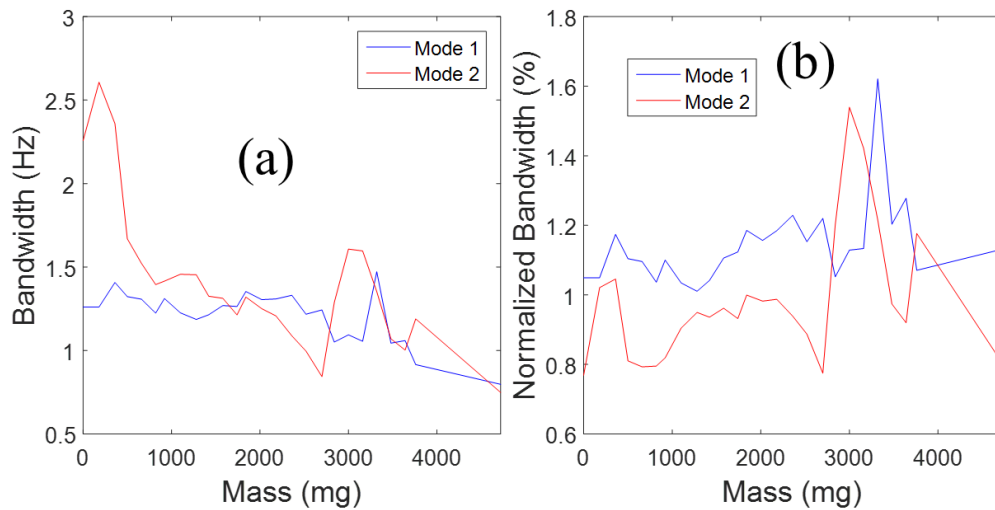 3
2.5
2
1.5
1
0.5
Bandwidth (Hz)
Mode 1
Mode 2
(a)
0
1000
2000
3000
4000
Mass (mg)
1.8
1.6
1.4
1.2
1
0.8
0.6
Normalized Bandwidth (%)
Mode 1
Mode 2
(b)
0
1000
2000
3000
4000
Mass (mg)